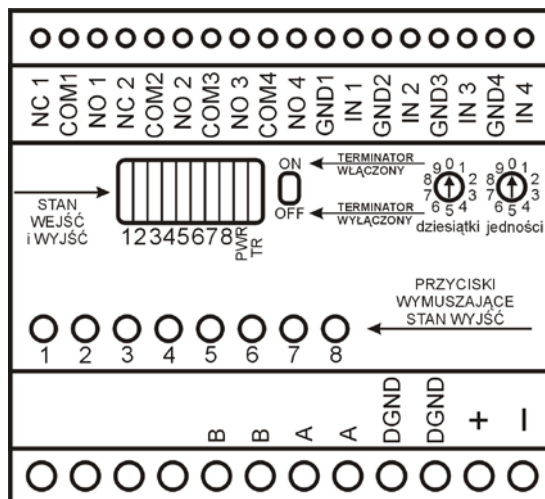 NC 1 COM1 NO 1 NC 2 COM2 NO 2 COM3 NO 3 COM4 NO 4 GND1 IN 1 GND2 IN 2 GND3 IN 3 GND4 IN 4
STAN
WEJŚĆ
i WYJŚĆ
12345678 PWR TR
ON
OFF
TERMINATOR
WŁĄCZONY
TERMINATOR
WYŁĄCZONY
0 1 2 3 4 5 6 7 8 9
dziesiątki
0 1 2 3 4 5 6 7 8 9
jedności
PRZYCISKI
WYMUSZAJĄCE
STAN WYJŚĆ
1 2 3 4 5 6 7 8
B B A A DGND DGND + –